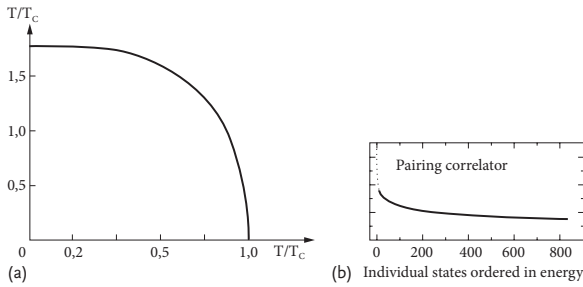 T/T_C
1,5
1,0
0,5
0
0,2
0,5
1,0
T/T_C
(a)
Pairing correlator
0
200
400
600
800
(b) Individual states ordered in energy